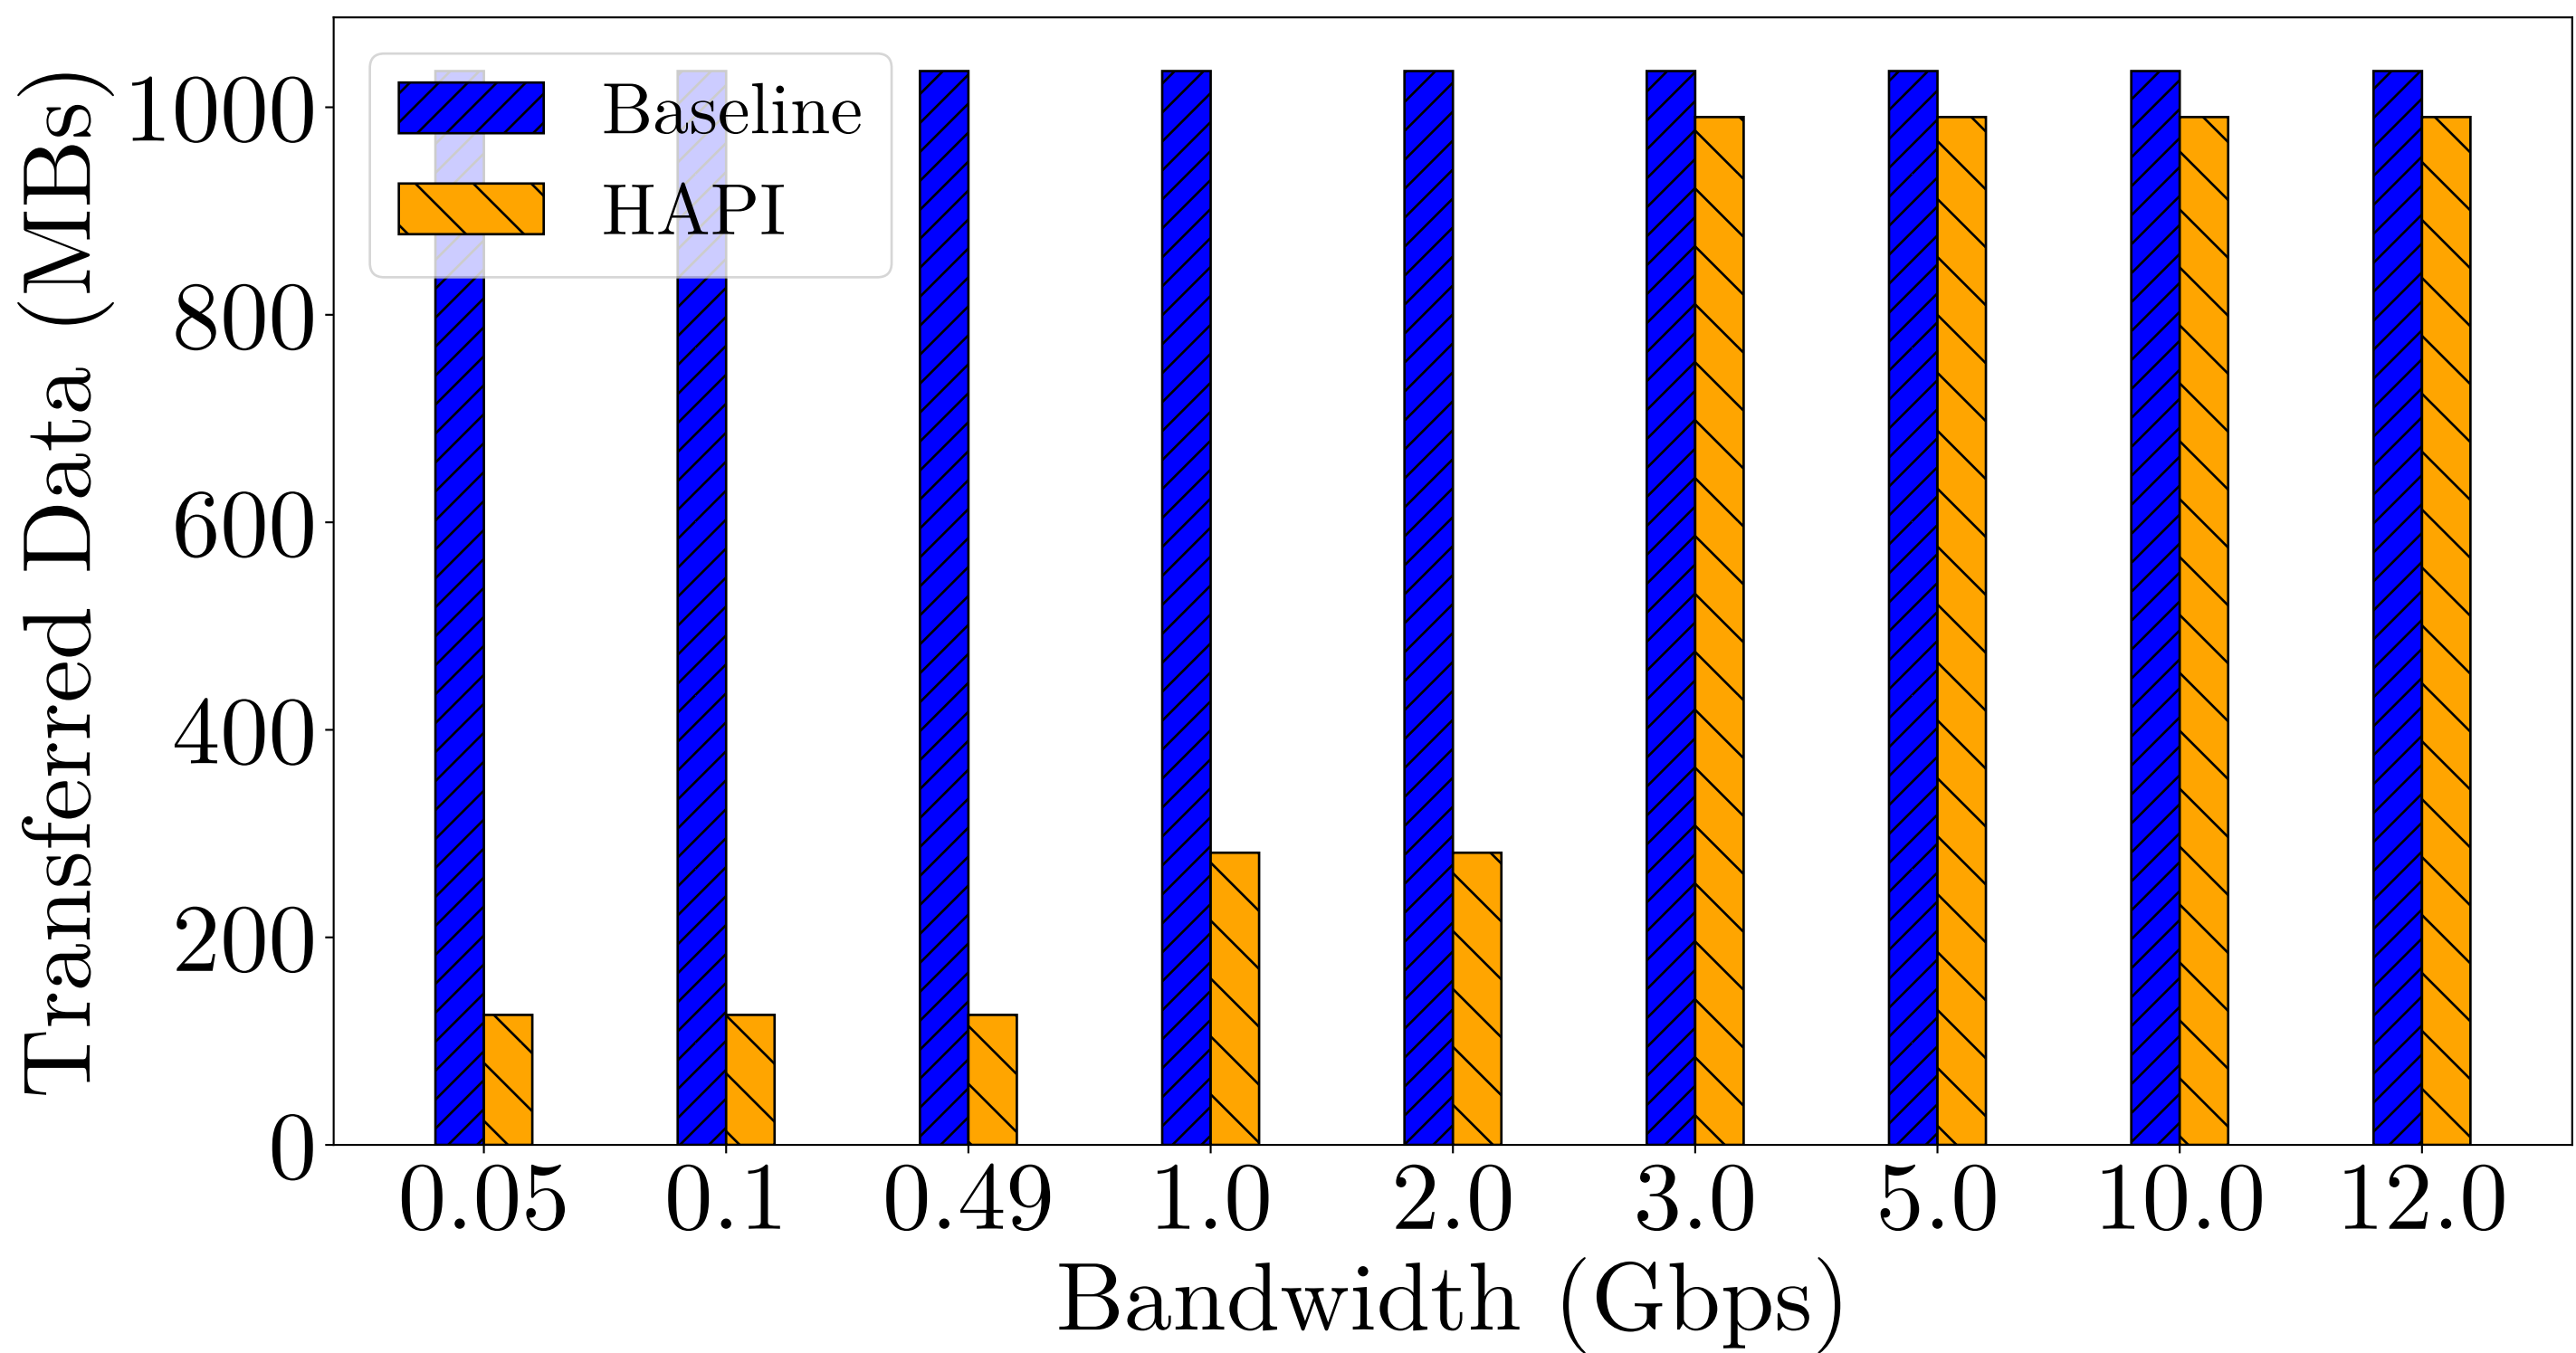 Transferred Data (MBs)
1000
800
600
400
200
0
Baseline
HAPI
0.05 0.1 0.49 1.0 2.0 3.0 5.0 10.0 12.0
Bandwidth (Gbps)